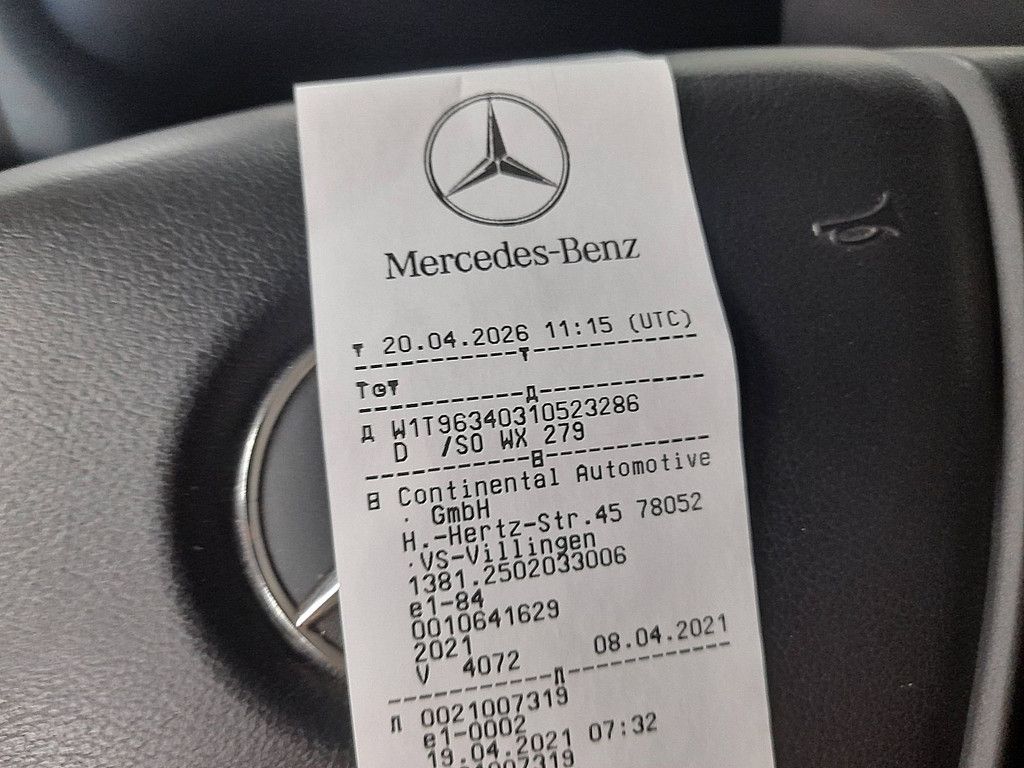 Mercedes-Benz
20.04.2026 11:15 (UTC)
W1T96340310523286
D /SO WX 279
Continental Automotive
. GmbH
H.-Hertz-Str.45 78052
.VS-Villingen
1381.2502033006
e1-84
0010641629
2021
V 4072 08.04.2021
0021007319
e1-0002
19.04.2021 07:32